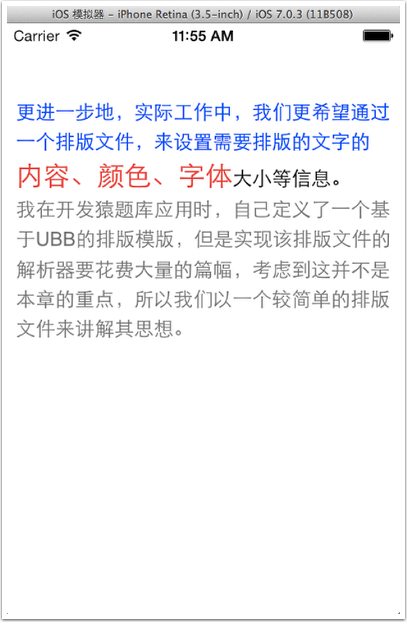 iOS 模拟器 - iPhone Retina (3.5-inch) / iOS 7.0.3 (11B508)
Carrier 11:55 AM
更进一步地，实际工作中，我们更希望通过
一个排版文件，来设置需要排版的文字的
内容、颜色、字体大小等信息。
我在开发猿题库应用时，自己定义了一个基
于UBB的排版模版，但是实现该排版文件的
解析器要花费大量的篇幅，考虑到这并不是
本章的重点，所以我们以一个较简单的排版
文件来讲解其思想。